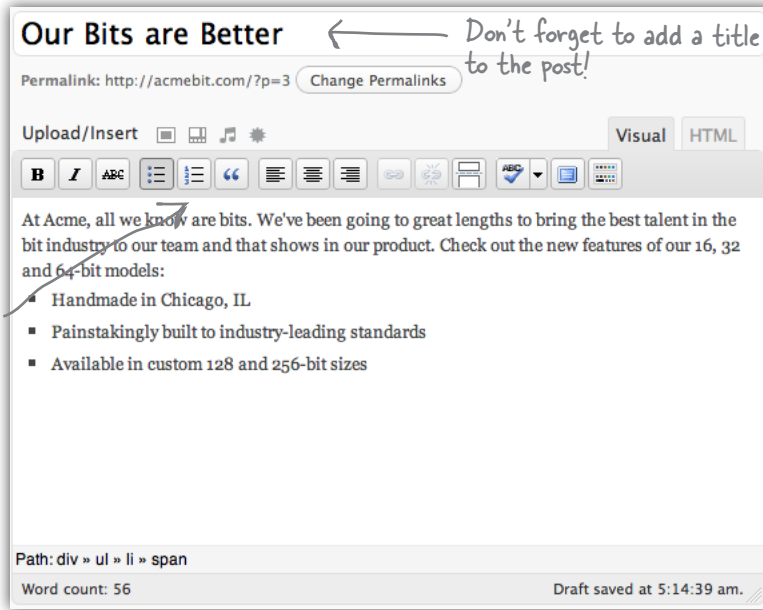 Our Bits are Better
Don't forget to add a title
to the post!
Permalink: http://acmebit.com/?p=3 Change Permalinks
Upload/Insert
Visual HTML
B I ABC ABC
At Acme, all we know are bits. We've been going to great lengths to bring the best talent in the
bit industry to our team and that shows in our product. Check out the new features of our 16, 32
and 64-bit models:
Handmade in Chicago, IL
Painstakingly built to industry-leading standards
Available in custom 128 and 256-bit sizes
Path: div » ul » li » span
Word count: 56 Draft saved at 5:14:39 am.